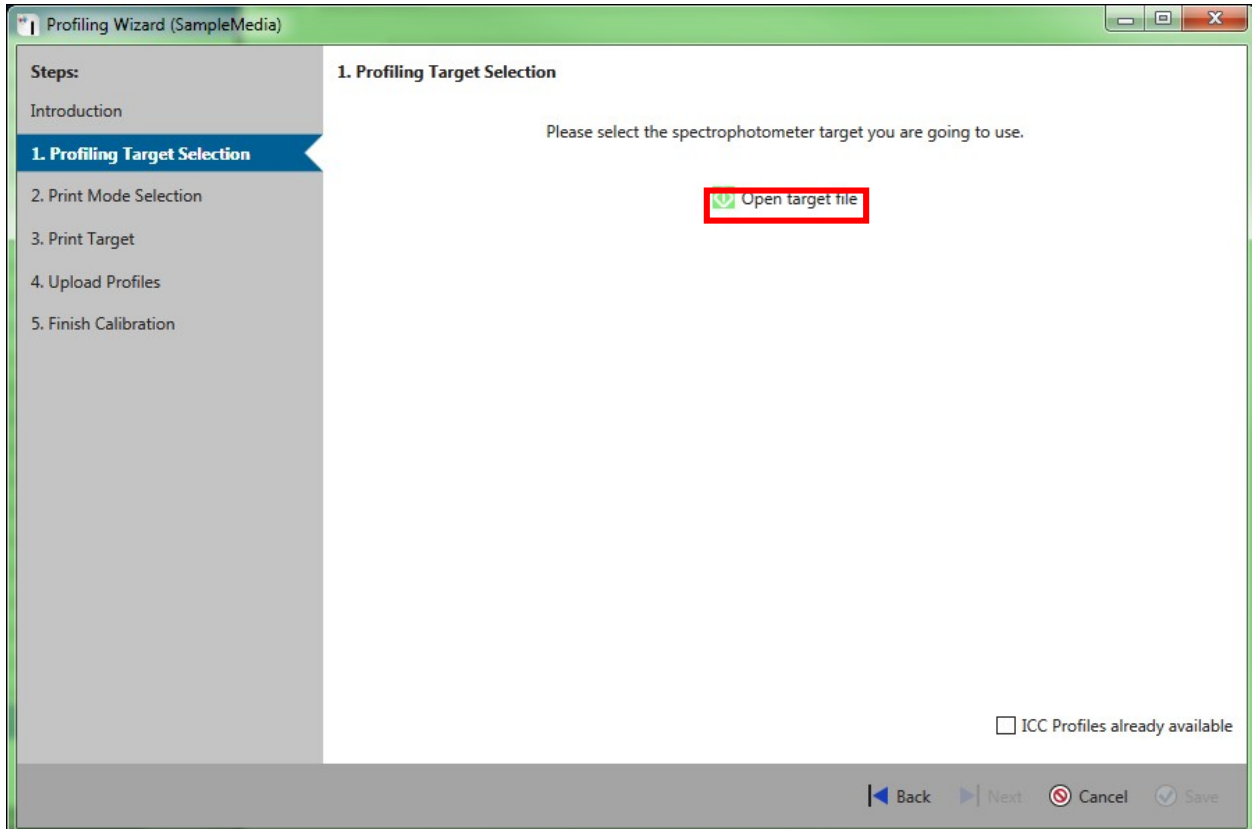 Profiling Wizard (SampleMedia)
Steps:
Introduction
1. Profiling Target Selection
2. Print Mode Selection
3. Print Target
4. Upload Profiles
5. Finish Calibration
1. Profiling Target Selection
Please select the spectrophotometer target you are going to use.
Open target file
ICC Profiles already available
Back Next Cancel Save